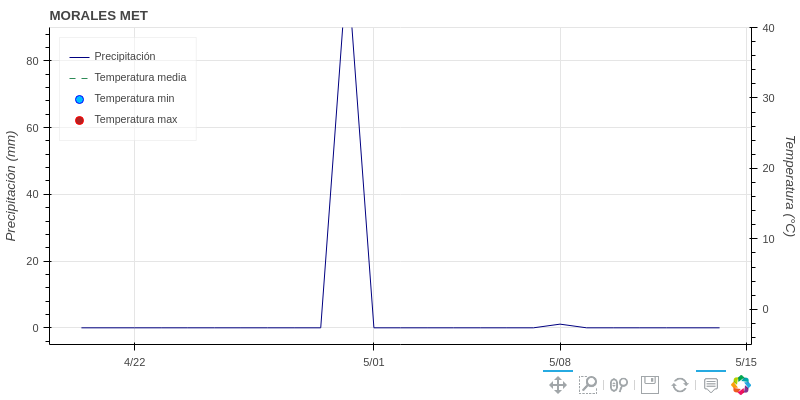 MORALES MET
Precipitación
Temperatura media
Temperatura min
Temperatura max
Precipitación (mm)
80
60
40
20
0
Temperatura (°C)
40
30
20
10
0
4/22
5/01
5/08
5/15